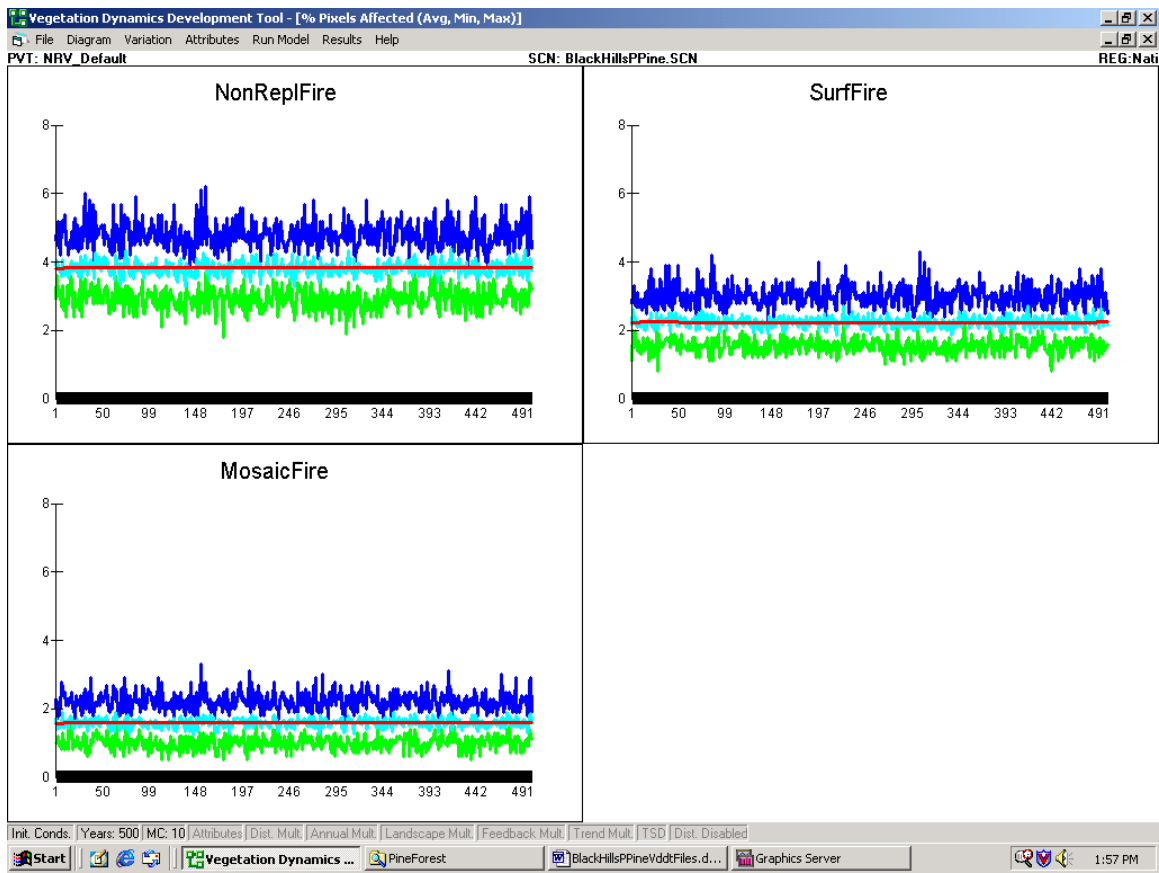 Vegetation Dynamics Development Tool - [% Pixels Affected (Avg, Min, Max)]
File Diagram Variation Attributes Run Model Results Help
PVT: NRV_Default SCN: BlackHillsPPine.SCN REG:Nati
NonReplFire
8
6
4
2
0
1 50 99 148 197 246 295 344 393 442 491
SurfFire
8
6
4
2
0
1 50 99 148 197 246 295 344 393 442 491
MosaicFire
8
6
4
2
0
1 50 99 148 197 246 295 344 393 442 491
Init. Conds. Years: 500 MC: 10 Attributes Dist. Mult. Annual Mult. Landscape Mult. Feedback Mult. Trend Mult. TSD Dist. Disabled
Start Vegetation Dynamics ... PineForest BlackHillsPPineVddtFiles.d... Graphics Server 1:57 PM